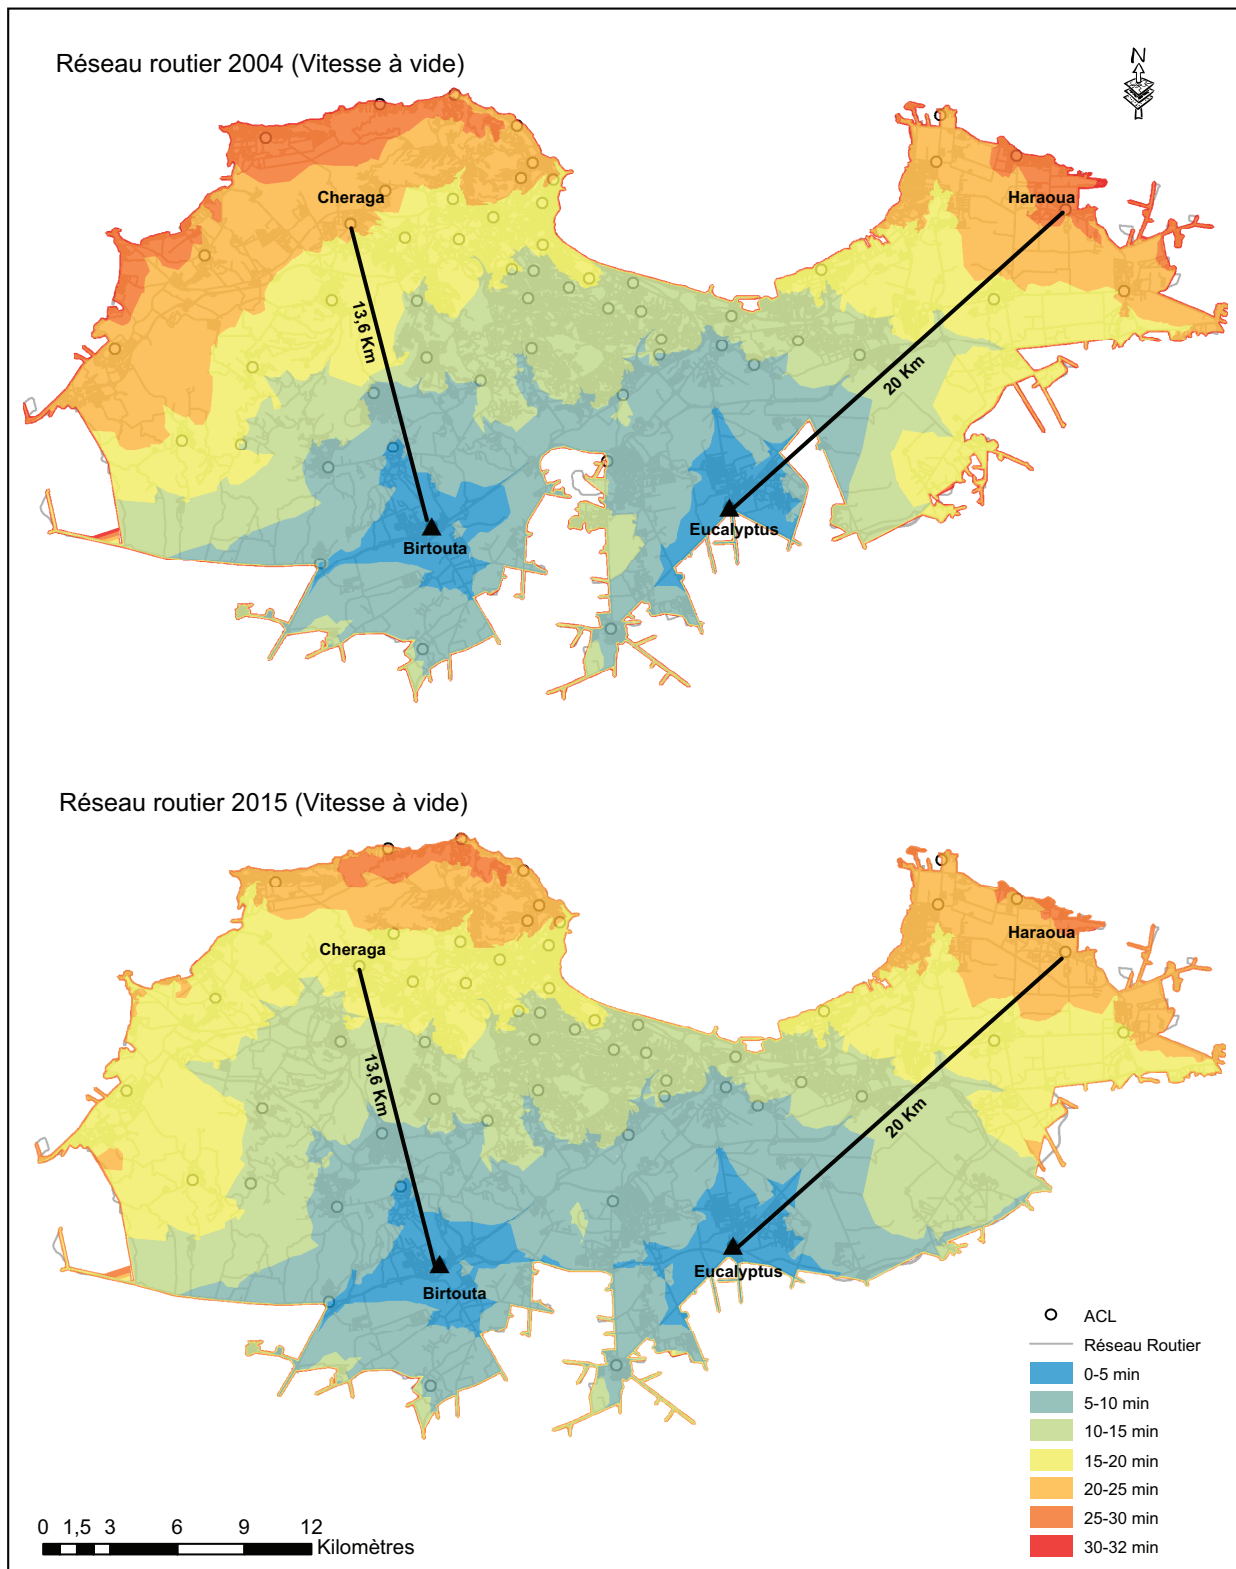 Réseau routier 2004 (Vitesse à vide)
N
Cheraga
Haraoua
13,6 Km
20 Km
Birtouta
Eucalyptus
Réseau routier 2015 (Vitesse à vide)
Cheraga
Haraoua
13,6 Km
20 Km
Birtouta
Eucalyptus
ACL
Réseau Routier
0-5 min
5-10 min
10-15 min
15-20 min
20-25 min
25-30 min
30-32 min
0 1,5 3 6 9 12
Kilomètres